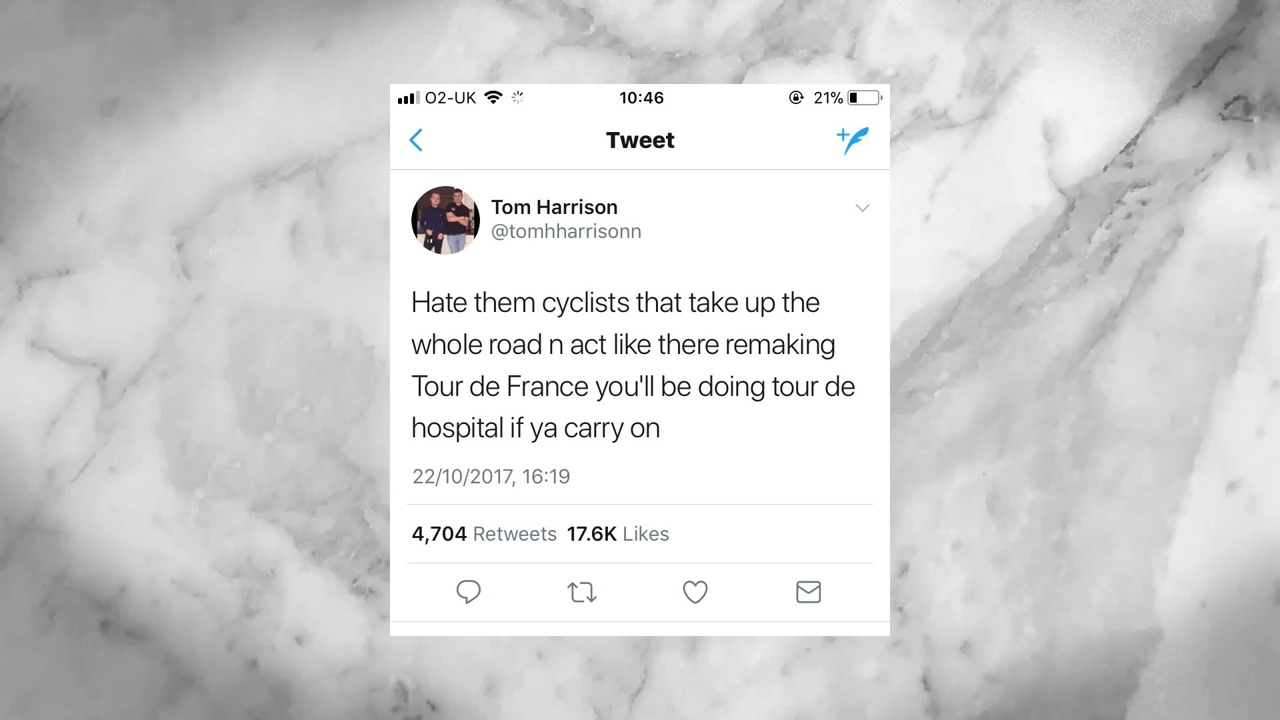 O2-UK 10:46 21%
Tweet
Tom Harrison
@tomhharrisonn
Hate them cyclists that take up the
whole road n act like there remaking
Tour de France you'll be doing tour de
hospital if ya carry on
22/10/2017, 16:19
4,704 Retweets 17.6K Likes